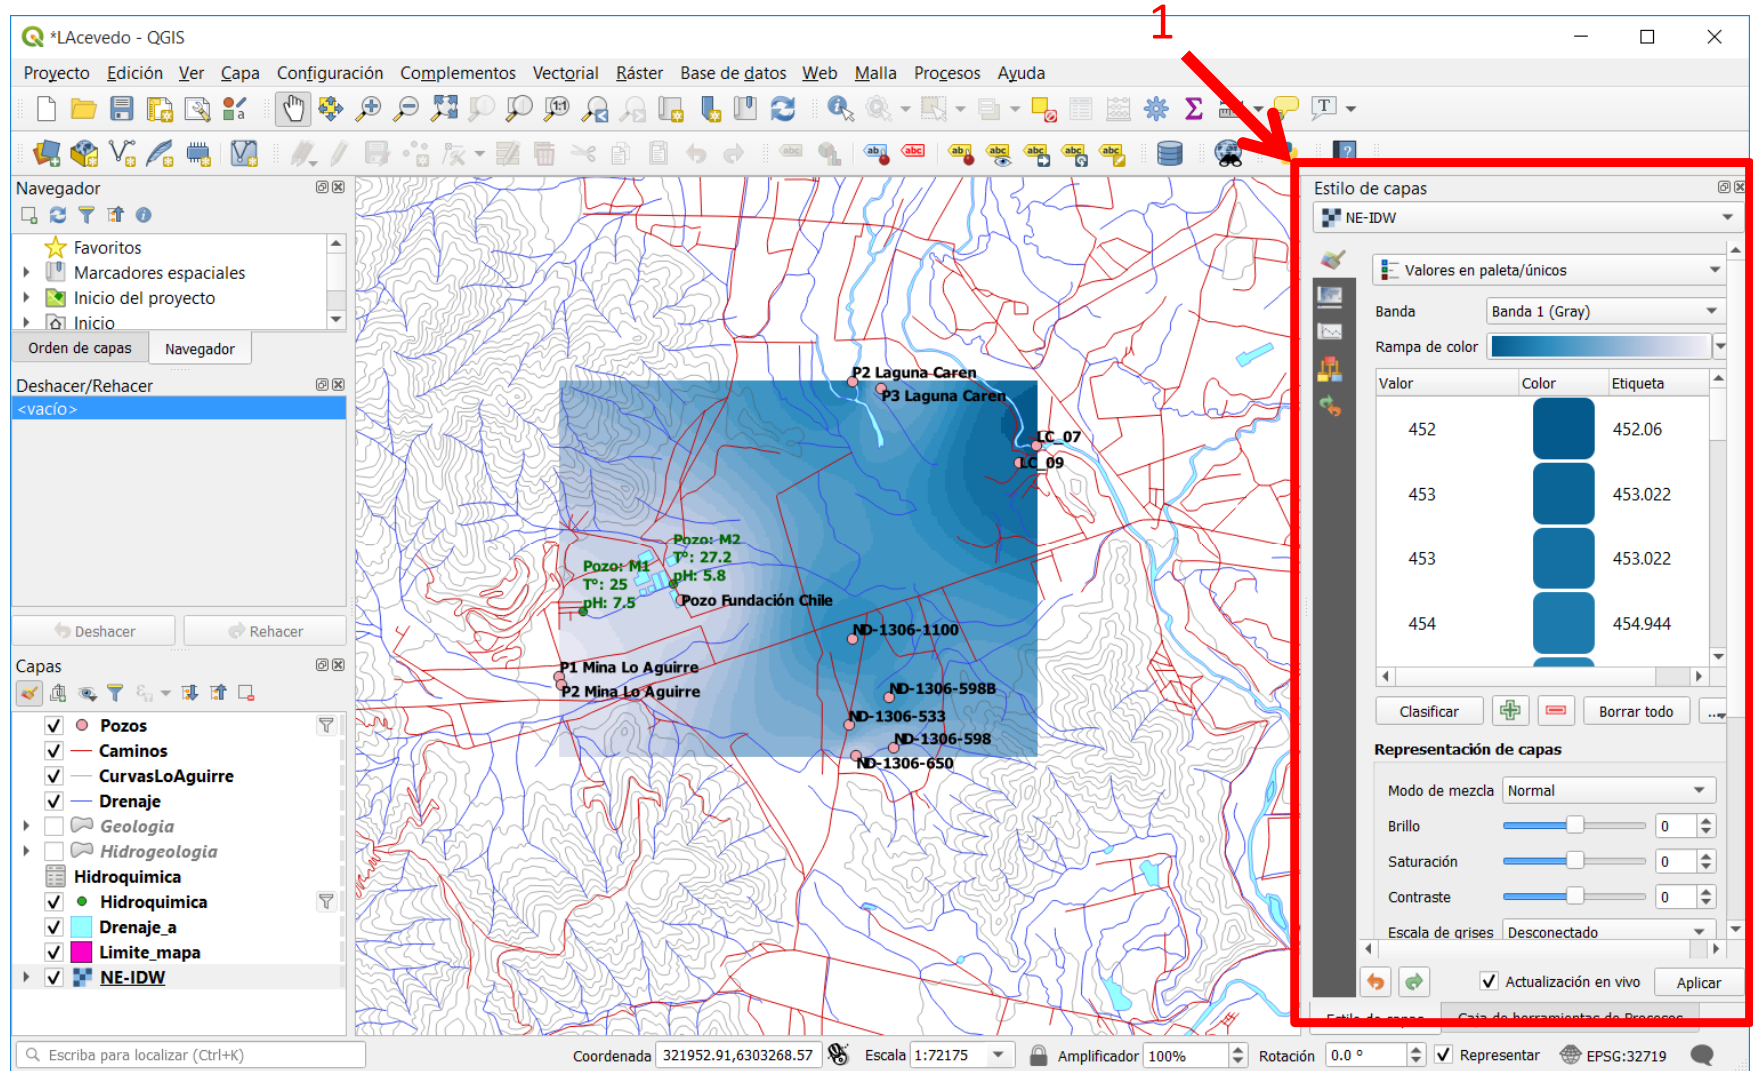 1
*LAcevedo - QGIS
Proyecto Edición Ver Capa Configuración Complementos Vectorial Ráster Base de datos Web Malla Procesos Ayuda
Navegador
Favoritos
Marcadores espaciales
Inicio del proyecto
Inicio
Orden de capas Navegador
Deshacer/Rehacer
<vacío>
Deshacer Rehacer
Capas
Pozos
Caminos
CurvasLoAguirre
Drenaje
Geologia
Hidrogeologia
Hidroquimica
Hidroquimica
Drenaje_a
Limite_mapa
NE-IDW
P2 Laguna Caren
P3 Laguna Caren
LC_07
LC_09
Pozo: M2
T°: 27.2
pH: 5.8
Pozo: M1
T°: 25
pH: 7.5
Pozo Fundación Chile
ND-1306-1100
P1 Mina Lo Aguirre
P2 Mina Lo Aguirre
ND-1306-598B
ND-1306-533
ND-1306-598
ND-1306-650
Estilo de capas
NE-IDW
Valores en paleta/únicos
Banda Banda 1 (Gray)
Rampa de color
Valor Color Etiqueta
452 452.06
453 453.022
453 453.022
454 454.944
Clasificar Borrar todo ...
Representación de capas
Modo de mezcla Normal
Brillo 0
Saturación 0
Contraste 0
Escala de grises Desconectado
Actualización en vivo Aplicar
Estilo de capas Caja de herramientas de Procesos
Escriba para localizar (Ctrl+K) Coordenada 321952.91,6303268.57 Escala 1:72175 Amplificador 100% Rotación 0.0 ° Representar EPSG:32719